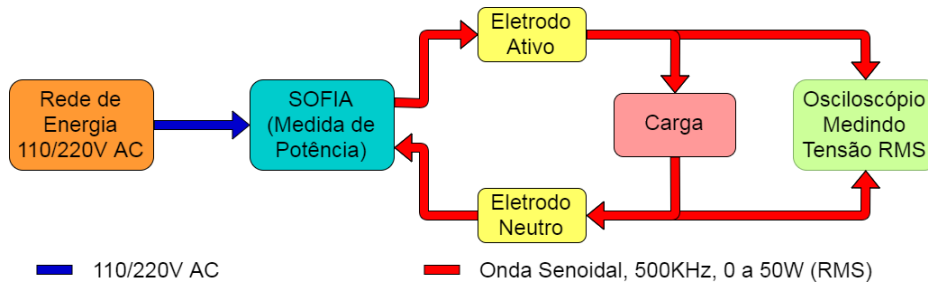 Rede de
Energia
110/220V AC
SOFIA
(Medida de
Potência)
Eletrodo
Ativo
Carga
Osciloscópio
Medindo
Tensão RMS
Eletrodo
Neutro
110/220V AC
Onda Senoidal, 500KHz, 0 a 50W (RMS)